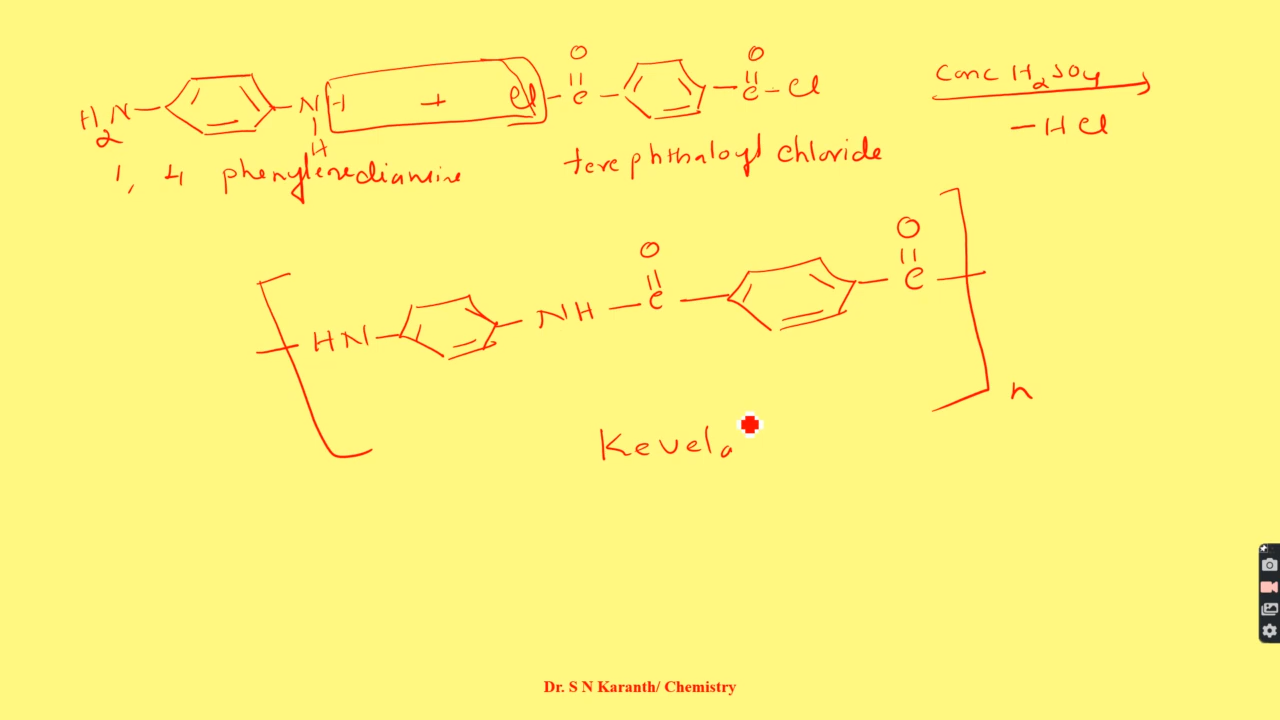 H2N NH + Cl C O C O Cl conc H2SO4
H
- HCl
1, 4 phenylenediamine terephthaloyl chloride
HN NH C O C O n
Kevela
Dr. S N Karanth/ Chemistry